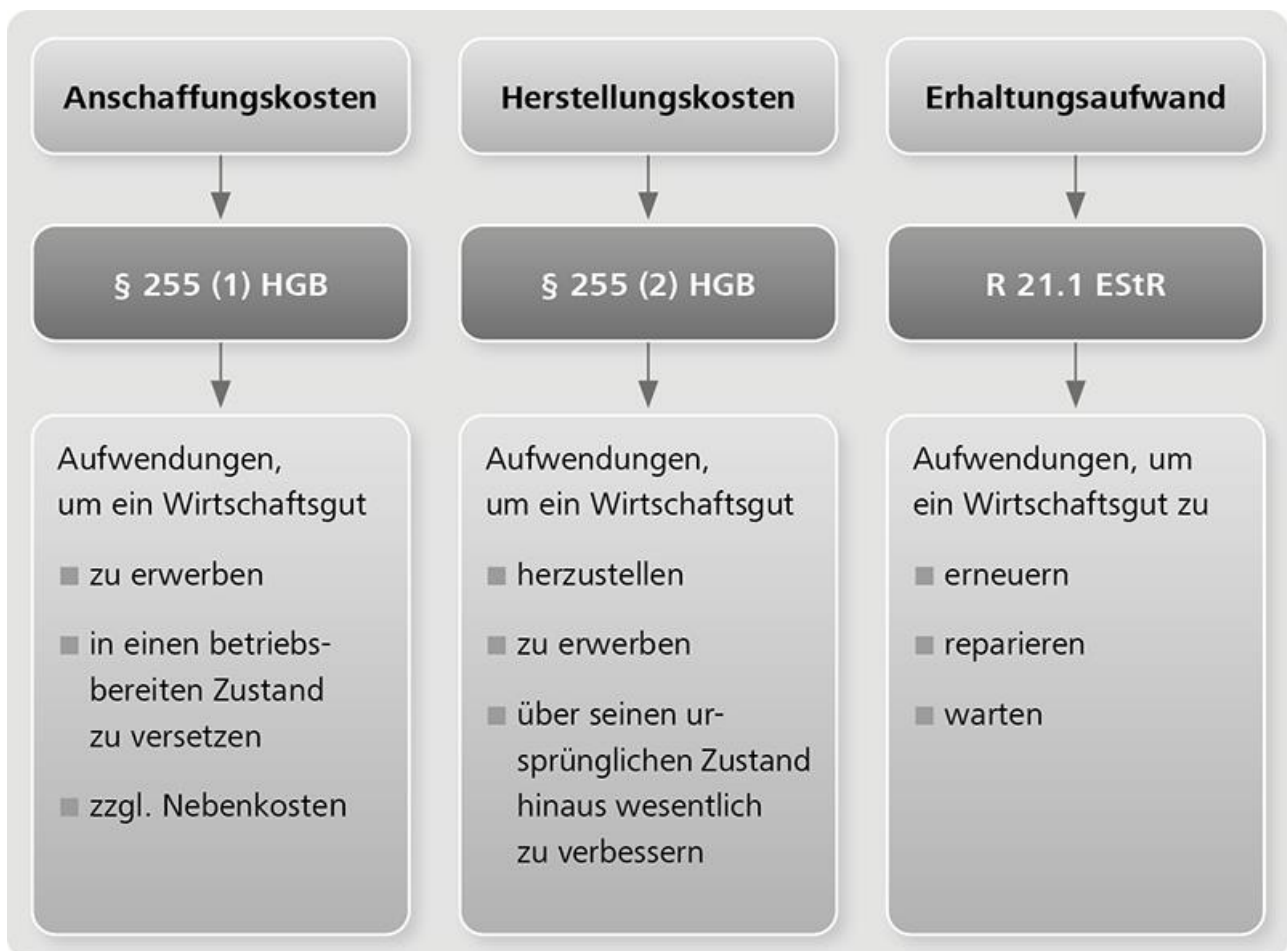 Anschaffungskosten
§ 255 (1) HGB
Aufwendungen,
um ein Wirtschaftsgut
zu erwerben
in einen betriebs-
bereiten Zustand
zu versetzen
zzgl. Nebenkosten
Herstellungskosten
§ 255 (2) HGB
Aufwendungen,
um ein Wirtschaftsgut
herzustellen
zu erwerben
über seinen ur-
sprünglichen Zustand
hinaus wesentlich
zu verbessern
Erhaltungsaufwand
R 21.1 EStR
Aufwendungen, um
ein Wirtschaftsgut zu
erneuern
reparieren
warten